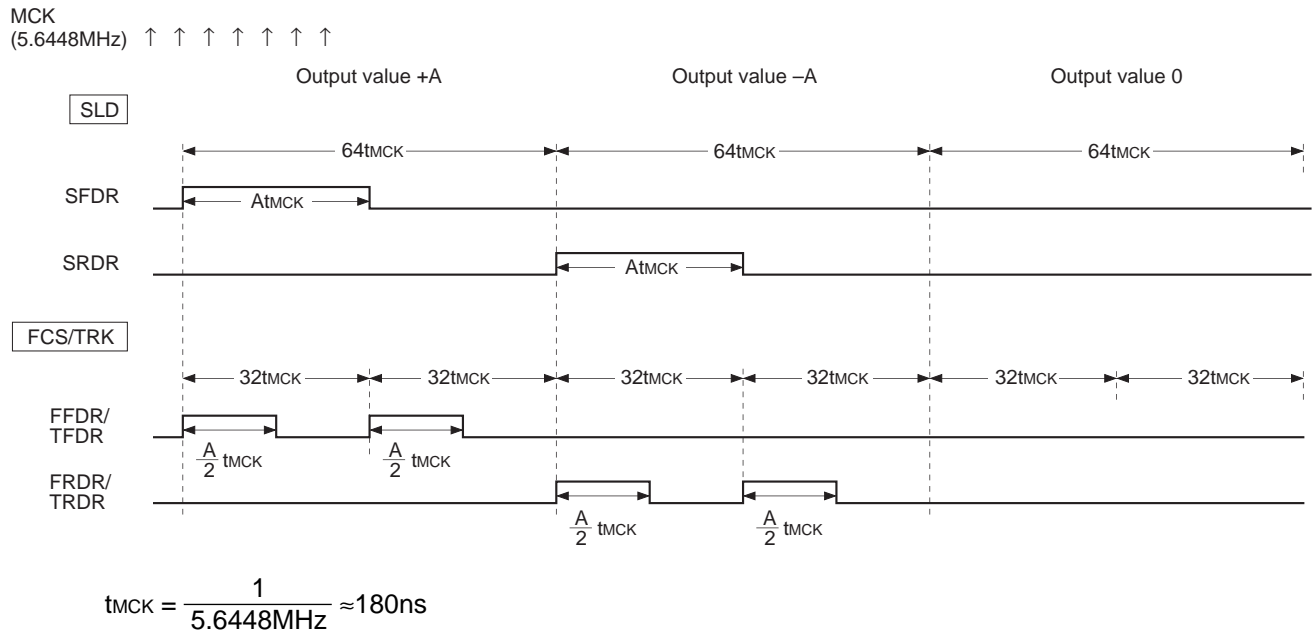 MCK
(5.6448MHz) ↑ ↑ ↑ ↑ ↑ ↑ ↑
Output value +A Output value –A Output value 0
SLD
64tMCK 64tMCK 64tMCK
SFDR AtMCK
SRDR AtMCK
FCS/TRK
32tMCK 32tMCK 32tMCK 32tMCK 32tMCK 32tMCK
FFDR/
TFDR
A/2 tMCK A/2 tMCK
FRDR/
TRDR
A/2 tMCK A/2 tMCK
tMCK = 1/5.6448MHz ≈180ns